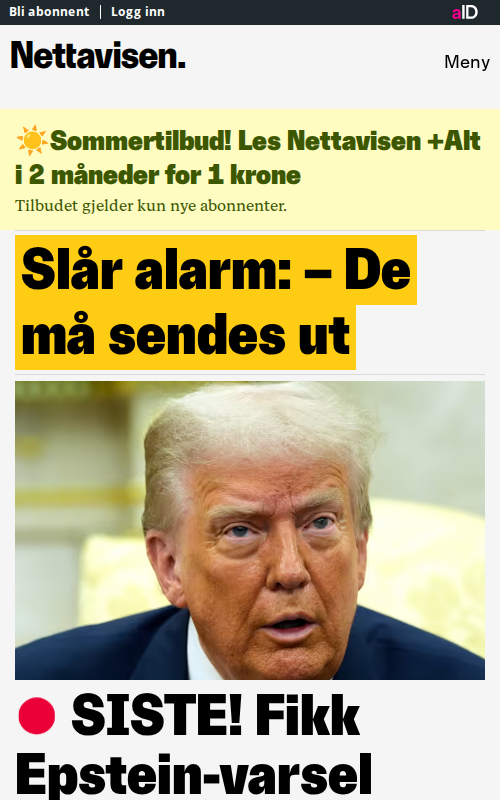 Bli abonnent | Logg inn
aID
Nettavisen.
Meny
☀️Sommertilbud! Les Nettavisen +Alt
i 2 måneder for 1 krone
Tilbudet gjelder kun nye abonnenter.
Slår alarm: – De
må sendes ut
SISTE! Fikk
Epstein-varsel